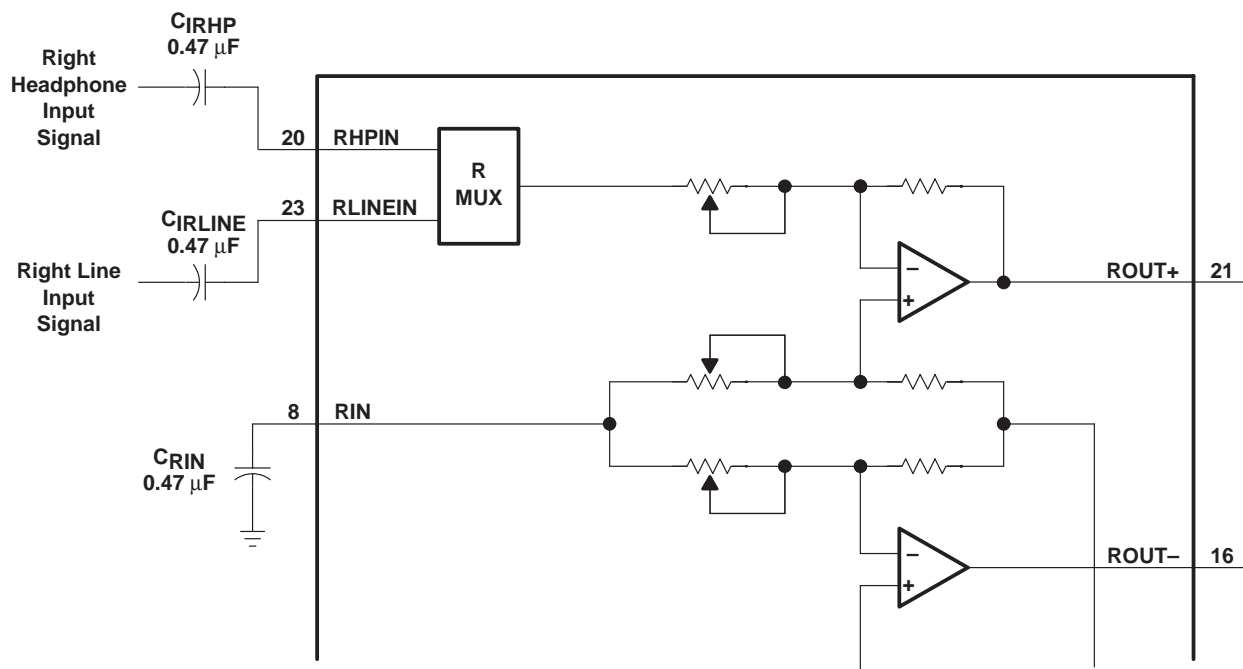 CIRHP
0.47 μF
Right
Headphone
Input
Signal
20 RHPIN
R
MUX
23 RLINEIN
CIRLINE
0.47 μF
Right Line
Input
Signal
−
+
ROUT+ 21
8 RIN
CRIN
0.47 μF
−
+
ROUT− 16